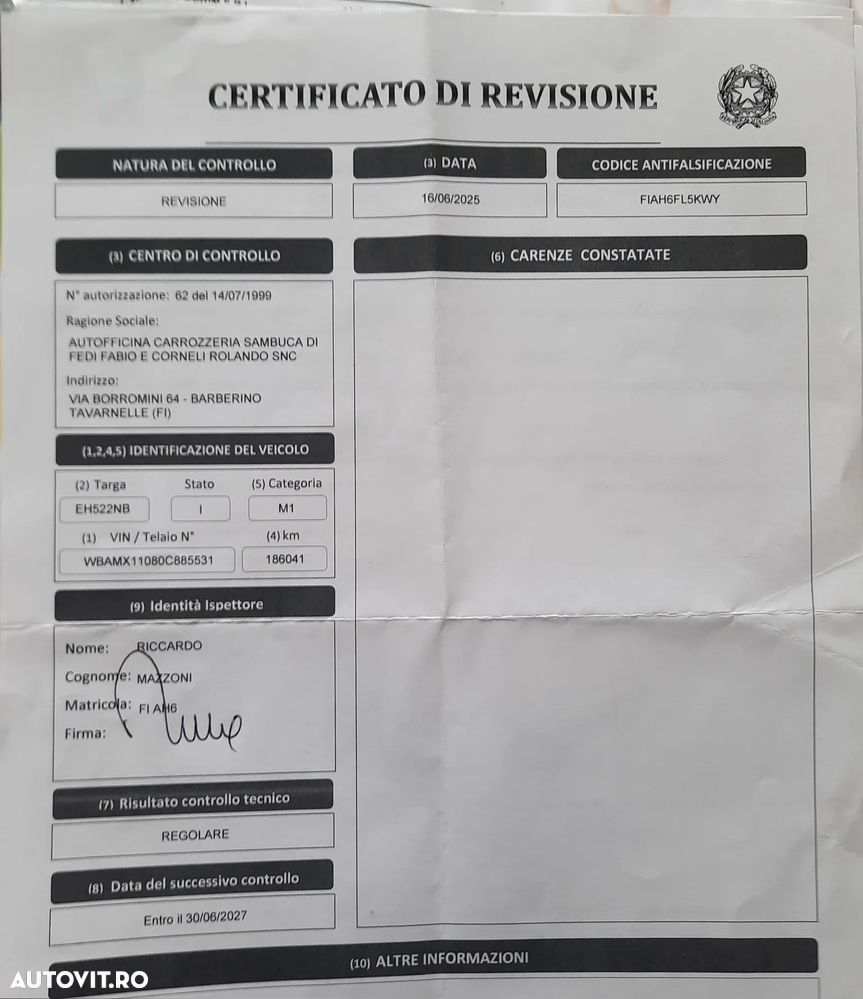 CERTIFICATO DI REVISIONE
NATURA DEL CONTROLLO
REVISIONE
(3) DATA
16/06/2025
CODICE ANTIFALSIFICAZIONE
FIAH6FL5KWY
(3) CENTRO DI CONTROLLO
N° autorizzazione: 62 del 14/07/1999
Ragione Sociale:
AUTOFFICINA CARROZZERIA SAMBUCA DI
FEDI FABIO E CORNELI ROLANDO SNC
Indirizzo:
VIA BORROMINI 64 - BARBERINO
TAVARNELLE (FI)
(6) CARENZE CONSTATATE
(1,2,4,5) IDENTIFICAZIONE DEL VEICOLO
(2) Targa Stato (5) Categoria
EH522NB I M1
(1) VIN / Telaio N° (4) km
WBAMX11080C885531 186041
(9) Identità Ispettore
Nome: RICCARDO
Cognome: MAZZONI
Matricola: FI AH6
Firma:
(7) Risultato controllo tecnico
REGOLARE
(8) Data del successivo controllo
Entro il 30/06/2027
(10) ALTRE INFORMAZIONI
AUTOVIT.RO